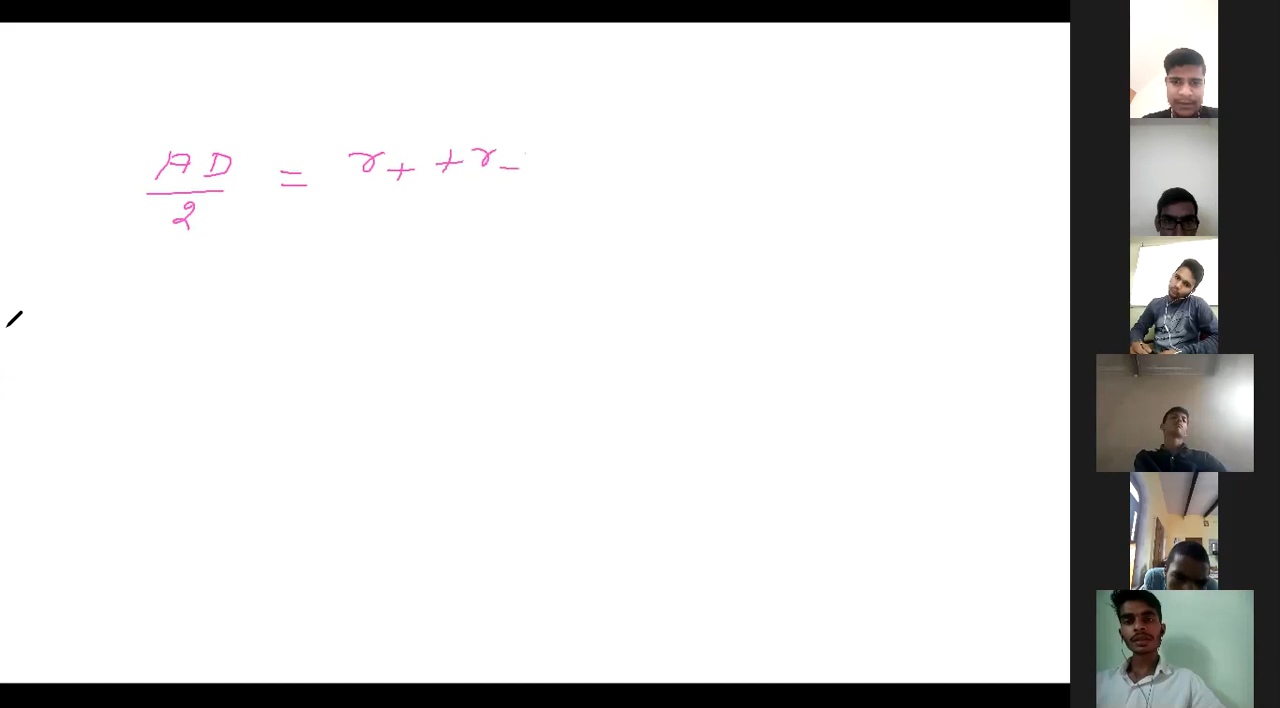 AD/2 = r+ + r-